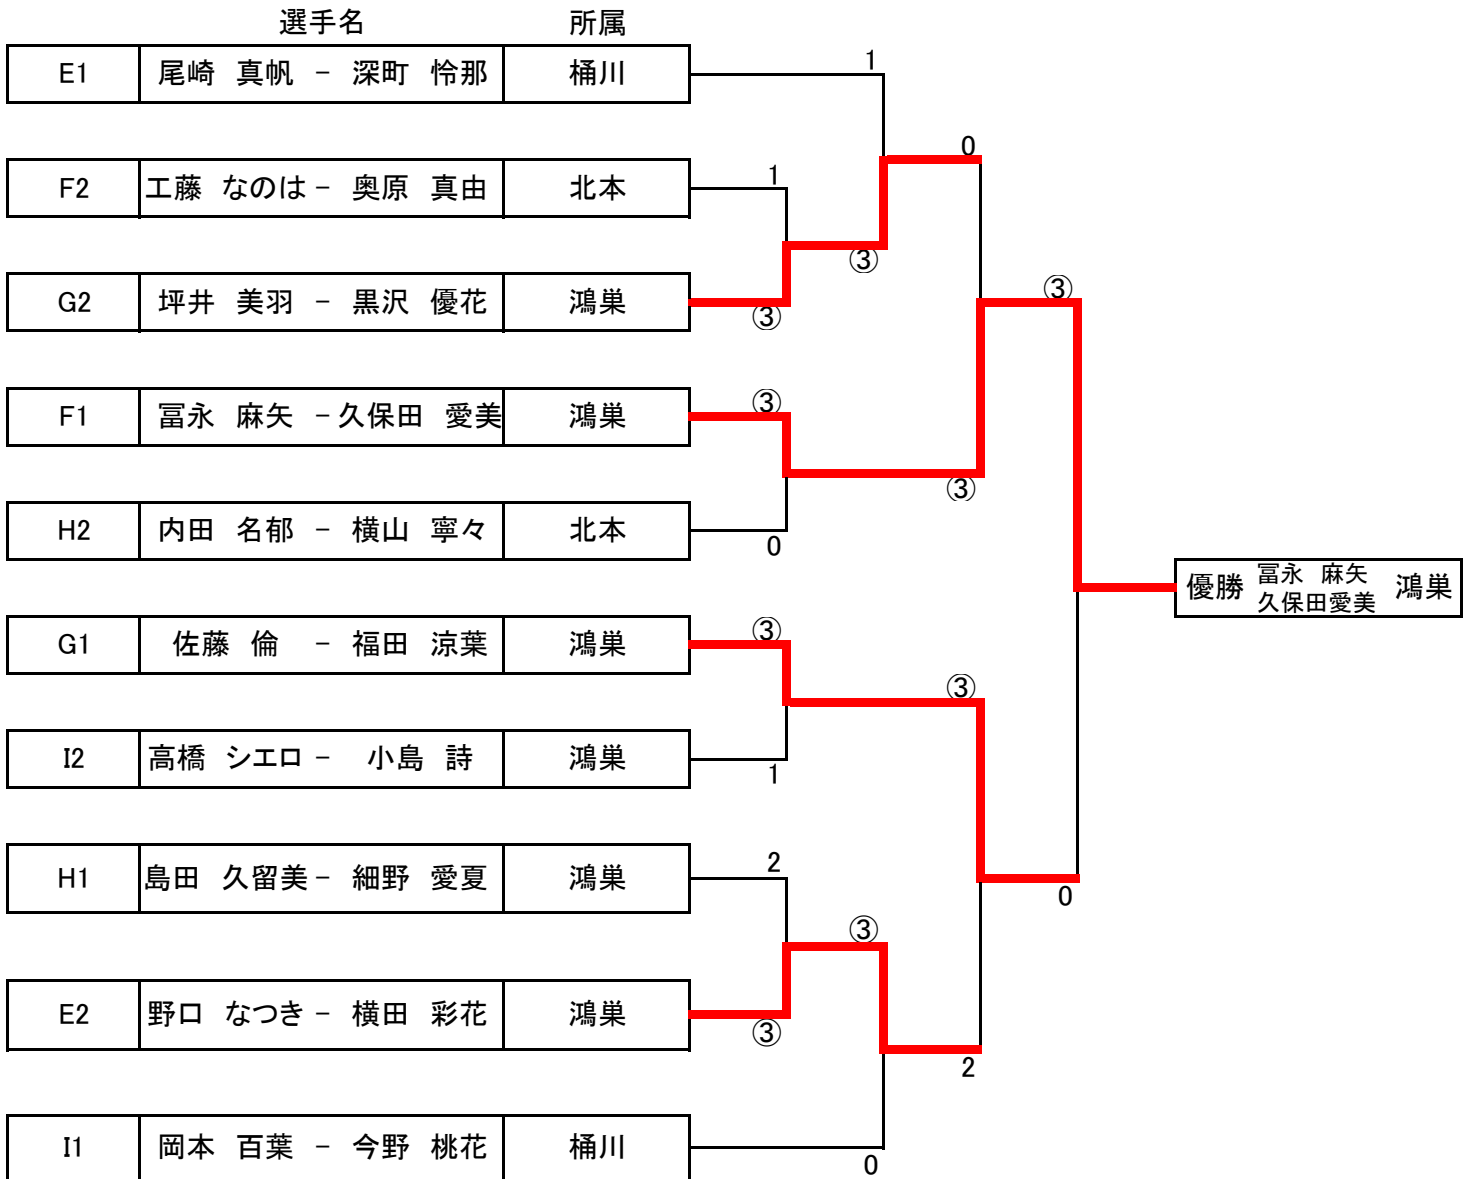 選手名 所属
1
E1 尾崎 真帆 - 深町 怜那 桶川
0
1
F2 工藤 なのは - 奥原 真由 北本
③
G2 坪井 美羽 - 黒沢 優花 鴻巣
③
③
③
F1 冨永 麻矢 - 久保田 愛美 鴻巣
③
H2 内田 名郁 - 横山 寧々 北本
0
優勝 冨永 麻矢 鴻巣
久保田愛美
③
G1 佐藤 倫 - 福田 涼葉 鴻巣
③
I2 高橋 シエロ - 小島 詩 鴻巣
1
2
H1 島田 久留美 - 細野 愛夏 鴻巣
0
③
E2 野口 なつき - 横田 彩花 鴻巣
③
2
I1 岡本 百葉 - 今野 桃花 桶川
0